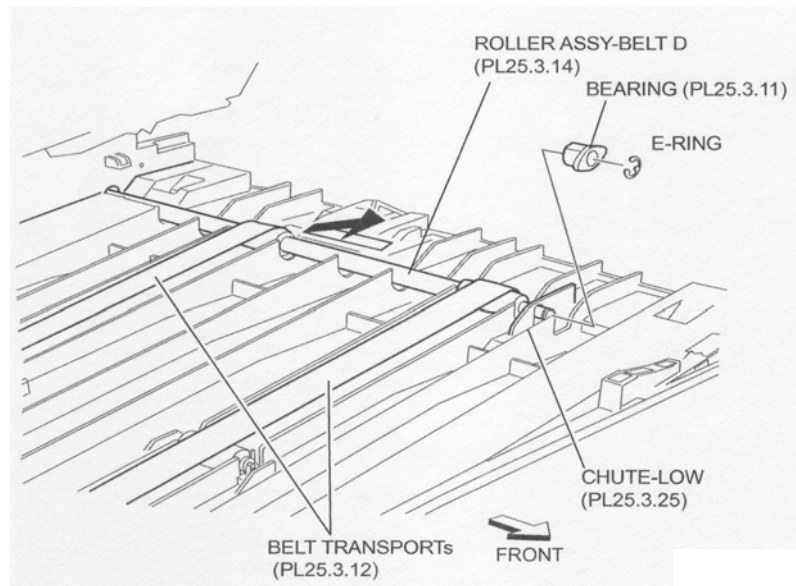 ROLLER ASSY-BELT D
(PL25.3.14)
BEARING (PL25.3.11)
E-RING
CHUTE-LOW
(PL25.3.25)
BELT TRANSPORTs
(PL25.3.12)
FRONT